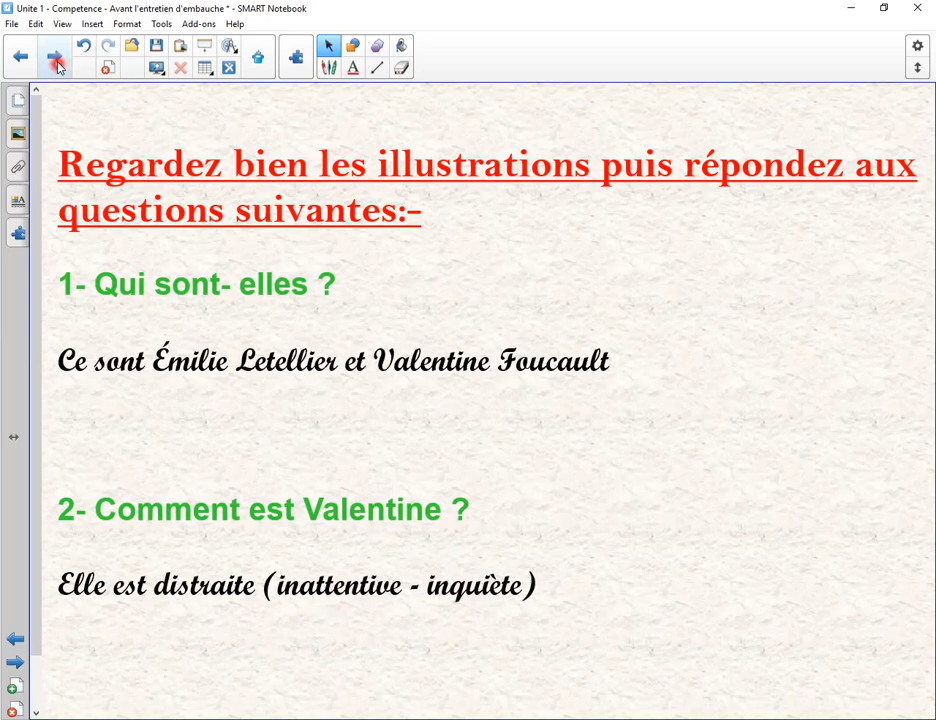 Unite 1 - Competence - Avant l'entretien d'embauche * - SMART Notebook
File Edit View Insert Format Tools Add-ons Help
Regardez bien les illustrations puis répondez aux
questions suivantes:-
1- Qui sont- elles ?
Ce sont Émilie Letellier et Valentine Foucault
2- Comment est Valentine ?
Elle est distraite (inattentive - inquiète)